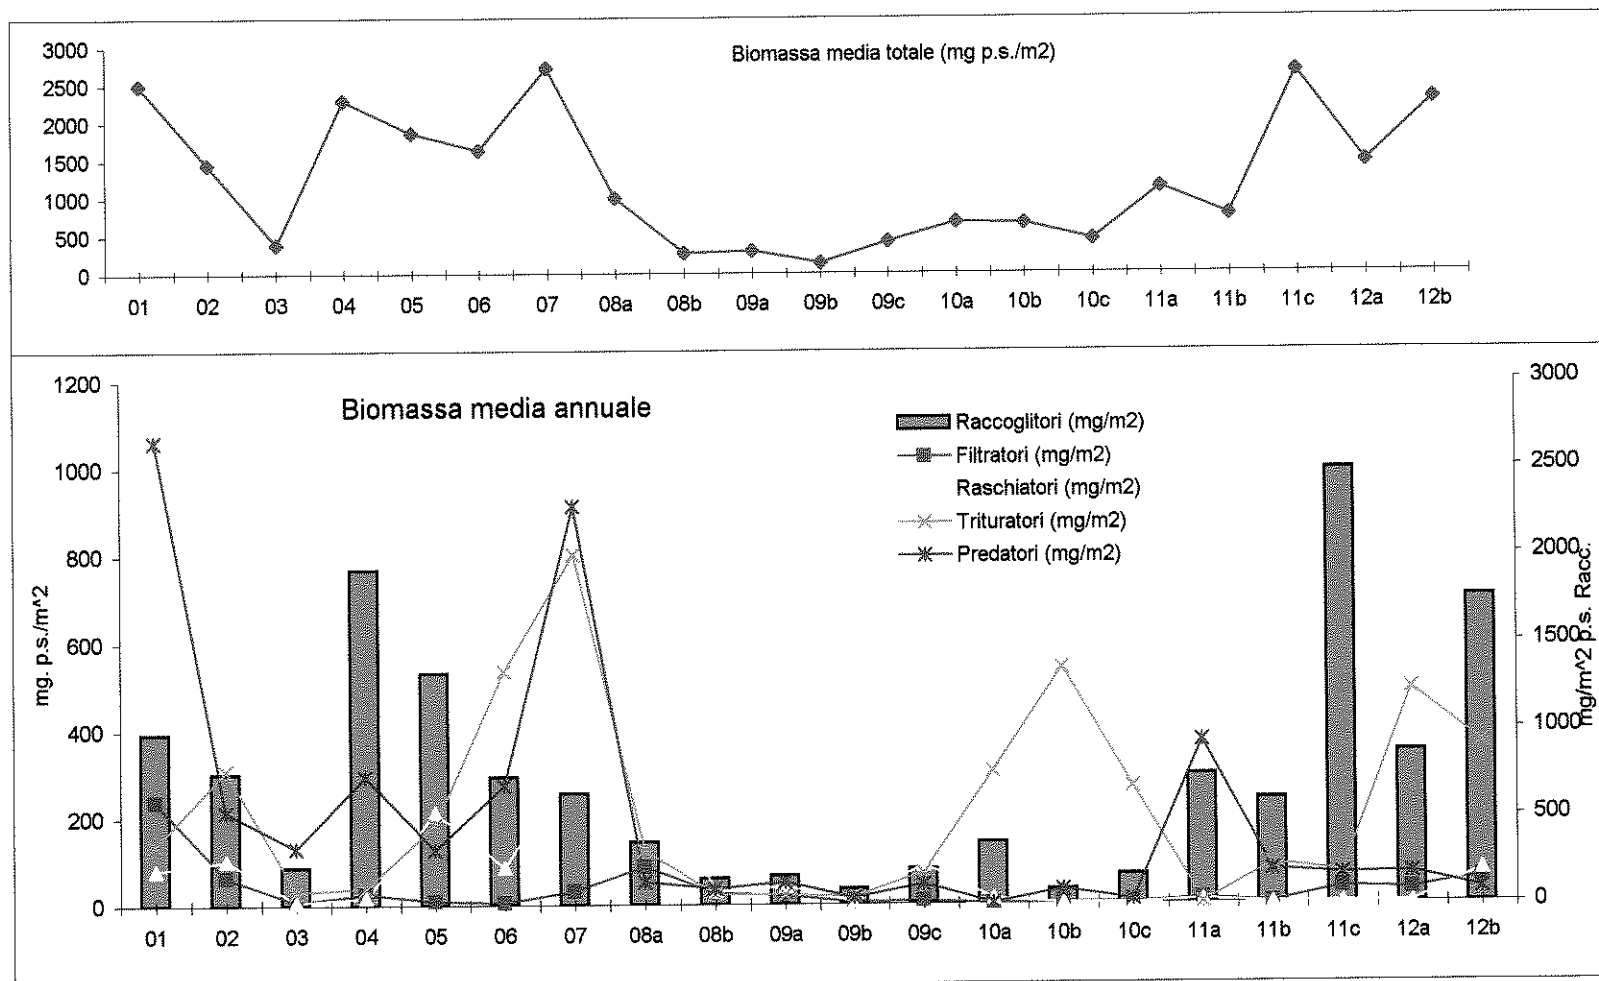 Biomassa media totale (mg p.s./m2)
3000
2500
2000
1500
1000
500
0
01 02 03 04 05 06 07 08a 08b 09a 09b 09c 10a 10b 10c 11a 11b 11c 12a 12b
Biomassa media annuale
mg. p.s./m^2
1200
1000
800
600
400
200
0
Raccoglitori (mg/m2)
Filtratori (mg/m2)
Raschiatori (mg/m2)
Trituratori (mg/m2)
Predatori (mg/m2)
3000
2500
2000
1500
1000
500
0
mg/m^2 p.s. Racc.
01 02 03 04 05 06 07 08a 08b 09a 09b 09c 10a 10b 10c 11a 11b 11c 12a 12b